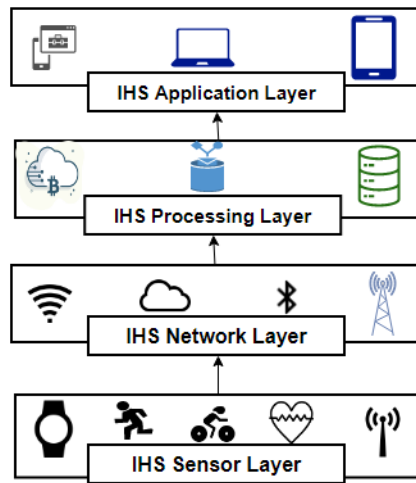 IHS Application Layer
IHS Processing Layer
IHS Network Layer
IHS Sensor Layer